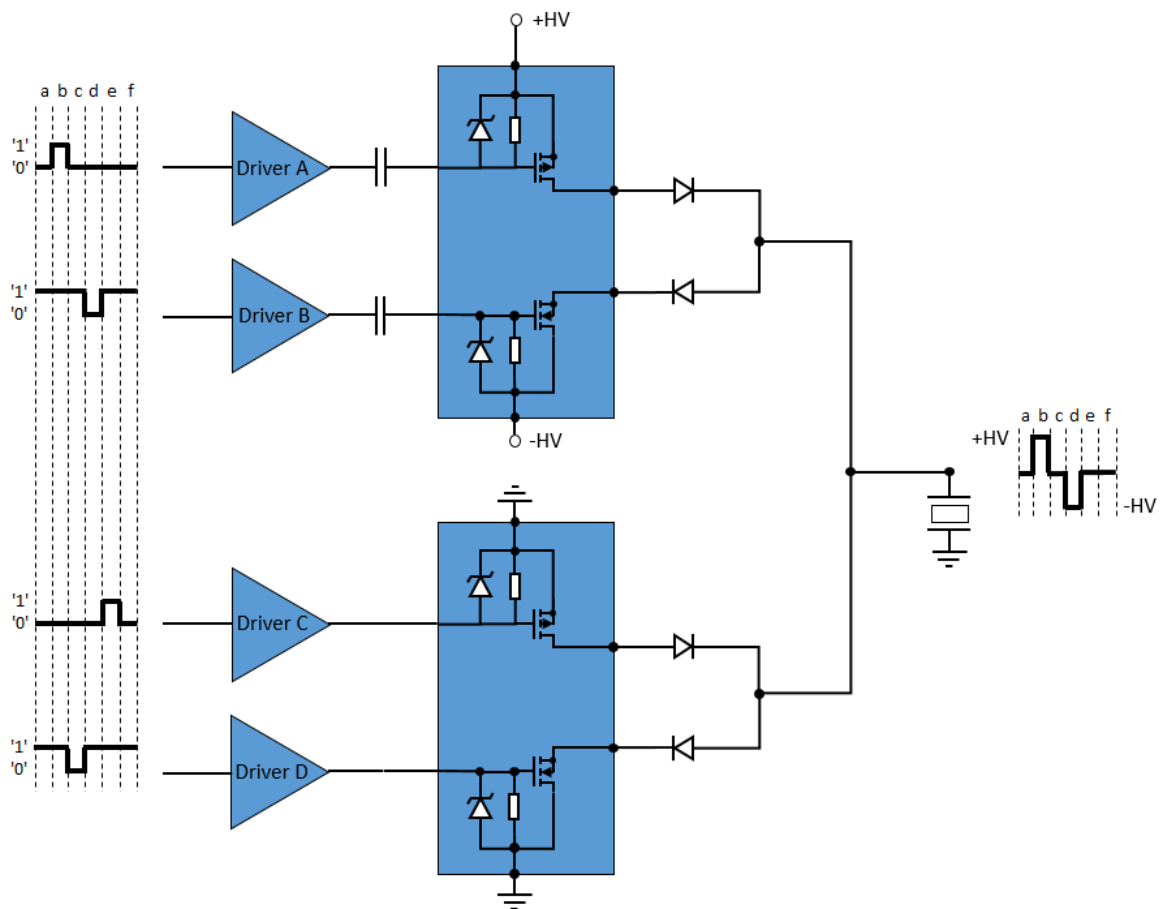 +HV
a b c d e f
'1'
'0'
Driver A
'1'
'0'
Driver B
-HV
a b c d e f
+HV
-HV
'1'
'0'
Driver C
'1'
'0'
Driver D